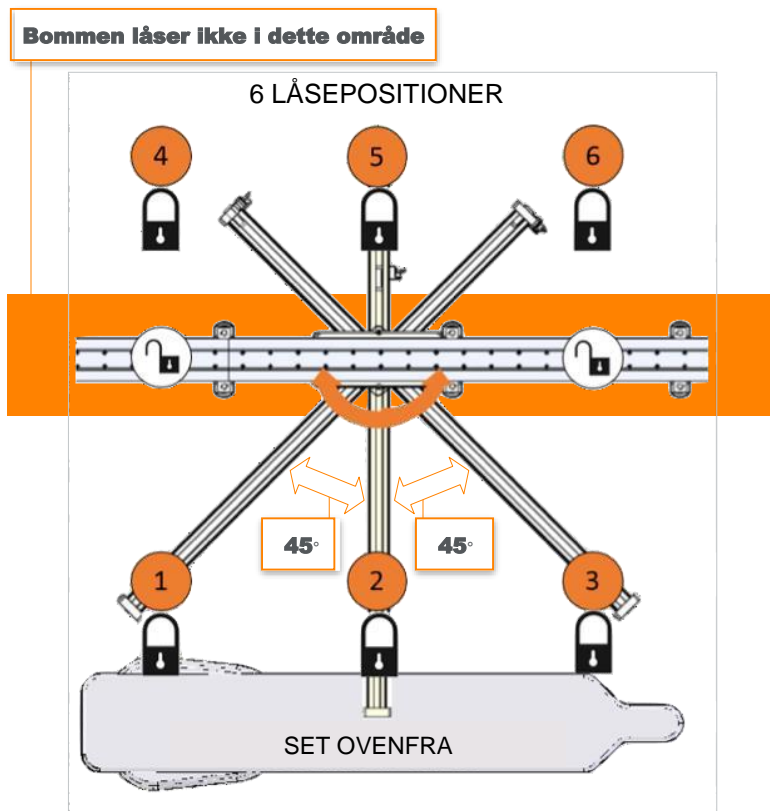 Bommen låser ikke i dette område
6 LÅSEPOSITIONER
4 5 6
45° 45°
1 2 3
SET OVENFRA